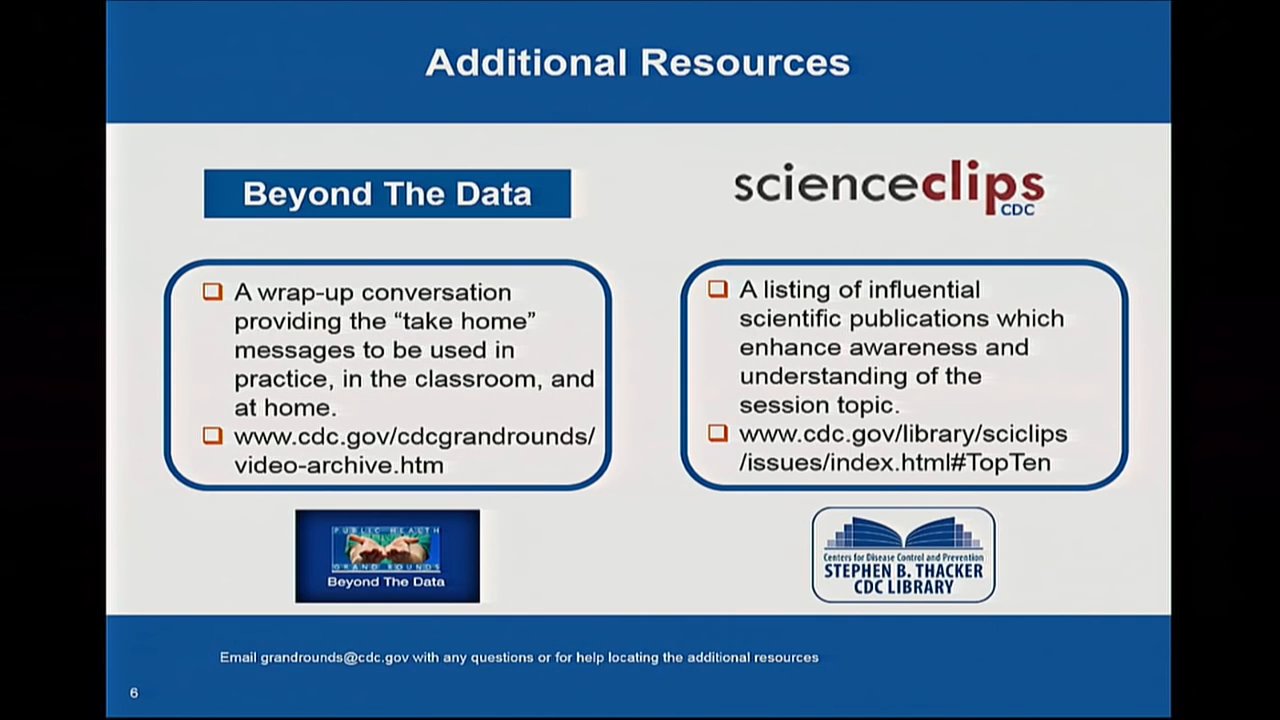 Additional Resources
Beyond The Data
❑ A wrap-up conversation
providing the “take home”
messages to be used in
practice, in the classroom, and
at home.
❑ www.cdc.gov/cdcgrandrounds/
video-archive.htm
PUBLIC HEALTH
GRAND ROUNDS
Beyond The Data
scienceclips
CDC
❑ A listing of influential
scientific publications which
enhance awareness and
understanding of the
session topic.
❑ www.cdc.gov/library/sciclips
/issues/index.html#TopTen
Centers for Disease Control and Prevention
STEPHEN B. THACKER
CDC LIBRARY
Email grandrounds@cdc.gov with any questions or for help locating the additional resources
6